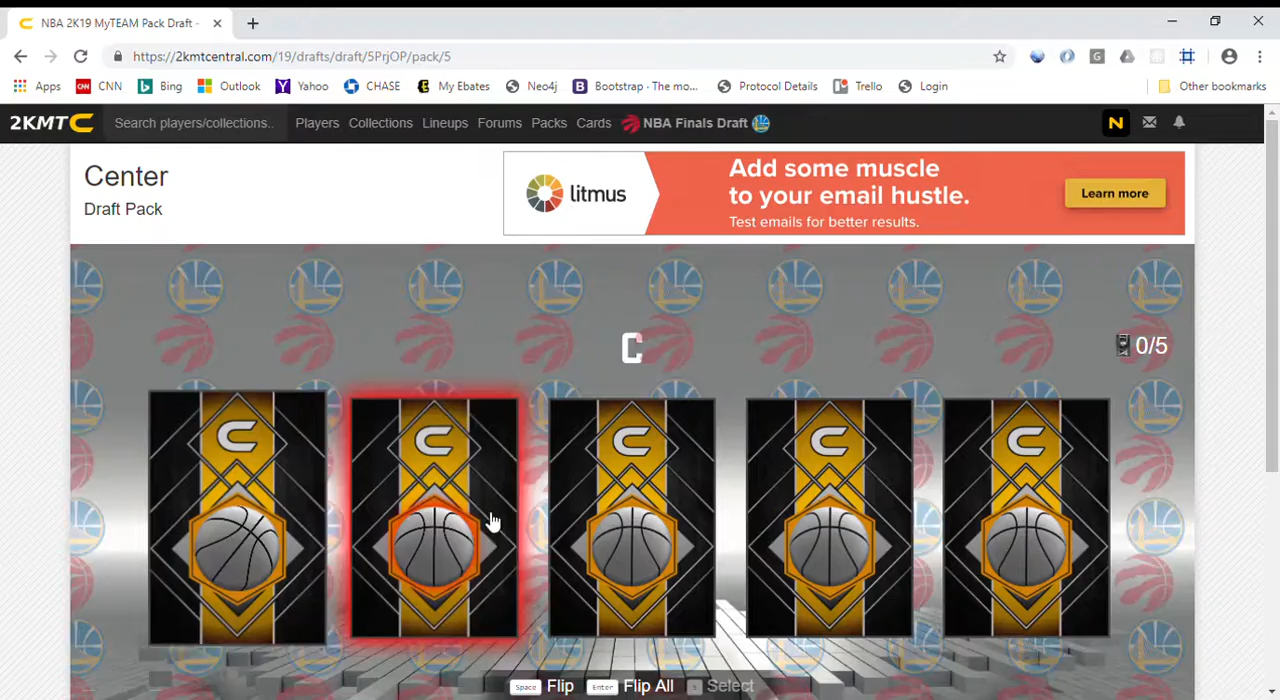 NBA 2K19 MyTEAM Pack Draft -
https://2kmtcentral.com/19/drafts/draft/5PrjOP/pack/5
Apps CNN Bing Outlook Yahoo CHASE My Ebates Neo4j Bootstrap - The mo... Protocol Details Trello Login Other bookmarks
2KMTC Search players/collections.. Players Collections Lineups Forums Packs Cards NBA Finals Draft N
Center
Draft Pack
litmus
Add some muscle
to your email hustle.
Test emails for better results.
Learn more
C
0/5
C C C C C
Space Flip Enter Flip All S Select